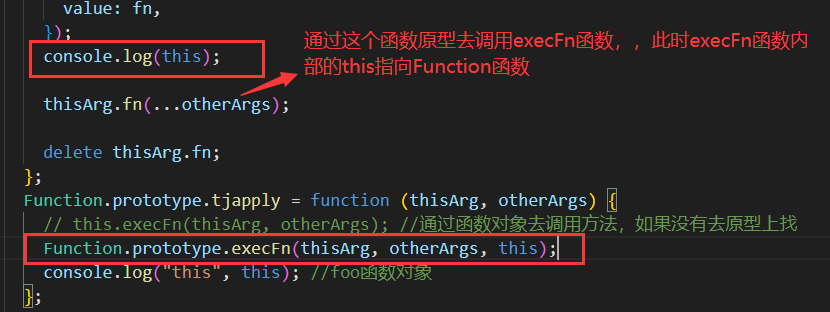 value: fn,
});
console.log(this);
通过这个函数原型去调用execFn函数，，此时execFn函数内
部的this指向Function函数
thisArg.fn(...otherArgs);
delete thisArg.fn;
};
Function.prototype.tjapply = function (thisArg, otherArgs) {
// this.execFn(thisArg, otherArgs); //通过函数对象去调用方法，如果没有去原型上找
Function.prototype.execFn(thisArg, otherArgs, this);
console.log("this", this); //foo函数对象
};